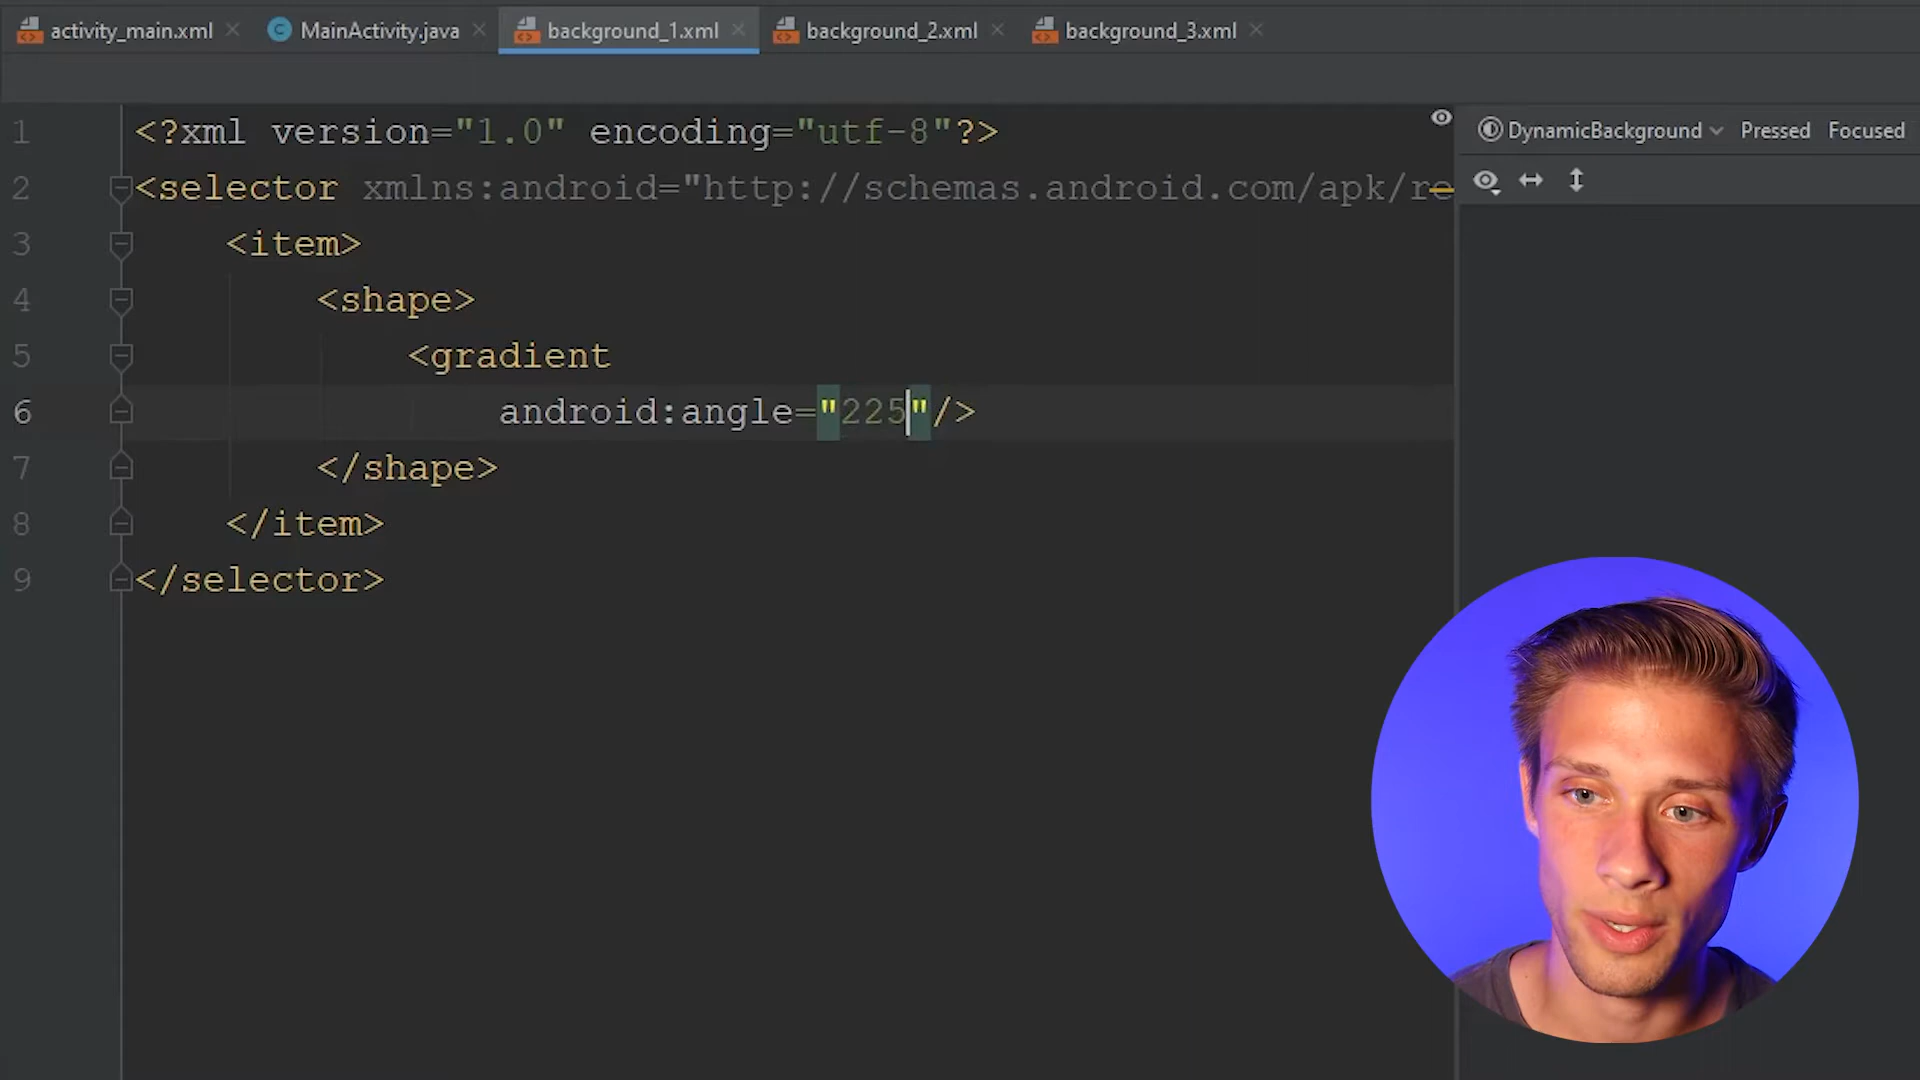 activity_main.xml MainActivity.java background_1.xml background_2.xml background_3.xml
DynamicBackground Pressed Focused
1 <?xml version="1.0" encoding="utf-8"?>
2 <selector xmlns:android="http://schemas.android.com/apk/re
3 <item>
4 <shape>
5 <gradient
6 android:angle="225"/>
7 </shape>
8 </item>
9 </selector>